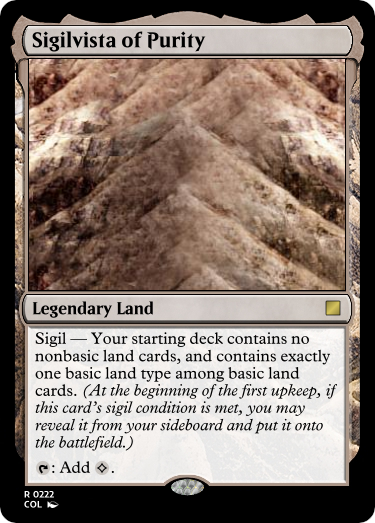 Sigilvista of Purity
Legendary Land
Sigil — Your starting deck contains no
nonbasic land cards, and contains exactly
one basic land type among basic land
cards. (At the beginning of the first upkeep, if
this card's sigil condition is met, you may
reveal it from your sideboard and put it onto
the battlefield.)
: Add .
R 0222
COL